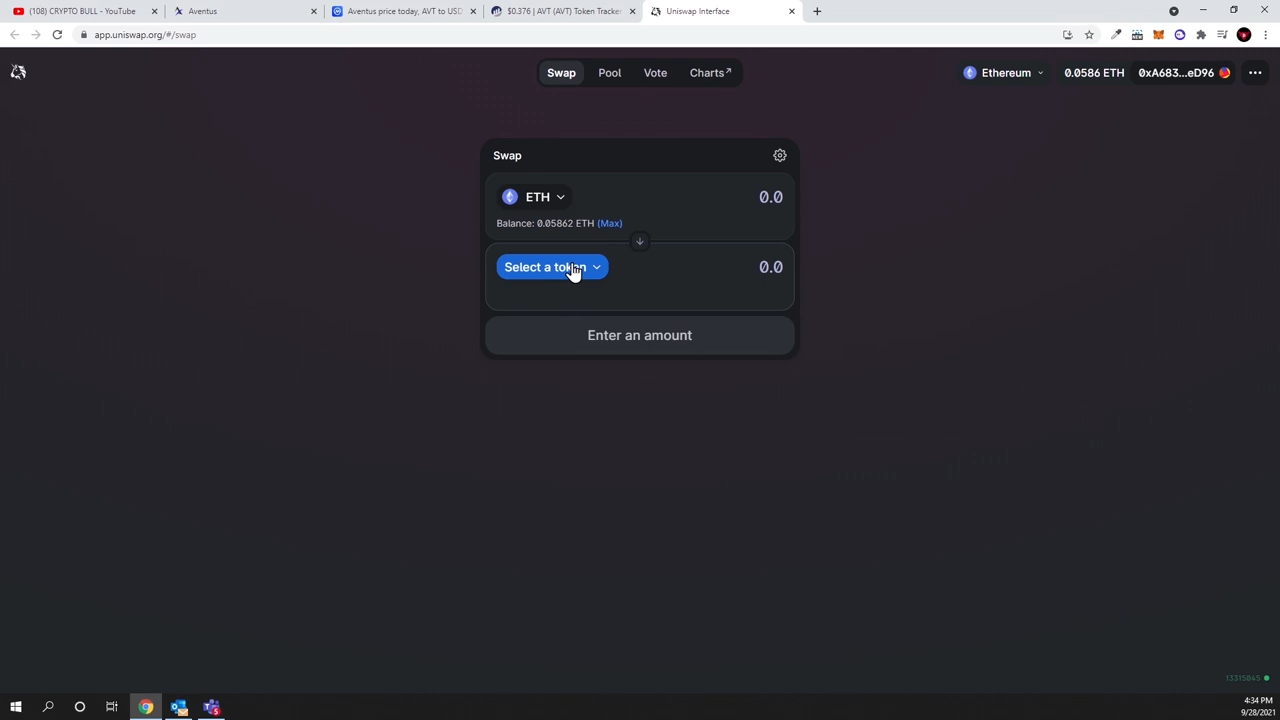 (108) CRYPTO BULL - YouTube
Aventus
Aventus price today, AVT to USD
$0.376 | AVT (AVT) Token Tracker
Uniswap Interface
app.uniswap.org/#/swap
Swap
Pool
Vote
Charts↗
Ethereum
0.0586 ETH
0xA683...eD96
Swap
ETH
0.0
Balance: 0.05862 ETH (Max)
Select a token
0.0
Enter an amount
13315845
4:34 PM
9/28/2021